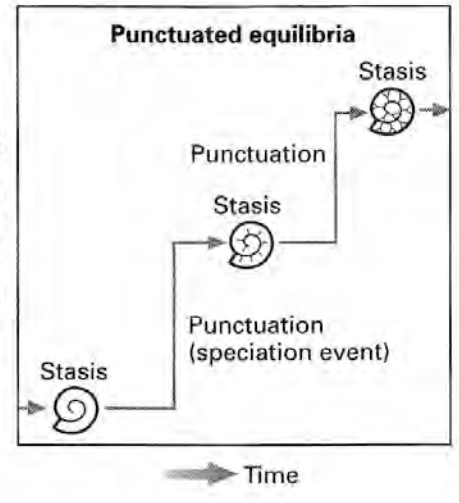 Punctuated equilibria
Stasis
Punctuation
Stasis
Punctuation
(speciation event)
Stasis
Time